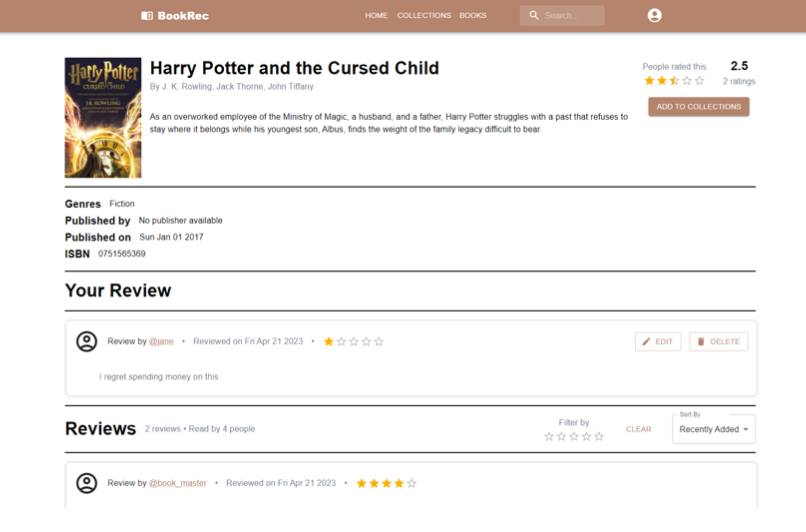 BookRec
HOME COLLECTIONS BOOKS
Search...
Harry Potter
AND THE
CURSED CHILD
J.K. ROWLING
Harry Potter and the Cursed Child
By J. K. Rowling, Jack Thorne, John Tiffany
As an overworked employee of the Ministry of Magic, a husband, and a father, Harry Potter struggles with a past that refuses to
stay where it belongs while his youngest son, Albus, finds the weight of the family legacy difficult to bear.
People rated this 2.5
2 ratings
ADD TO COLLECTIONS
Genres Fiction
Published by No publisher available
Published on Sun Jan 01 2017
ISBN 0751565369
Your Review
Review by @jane • Reviewed on Fri Apr 21 2023 •
EDIT DELETE
I regret spending money on this
Reviews 2 reviews • Read by 4 people
Filter by
CLEAR
Sort By
Recently Added
Review by @book_master • Reviewed on Fri Apr 21 2023 •